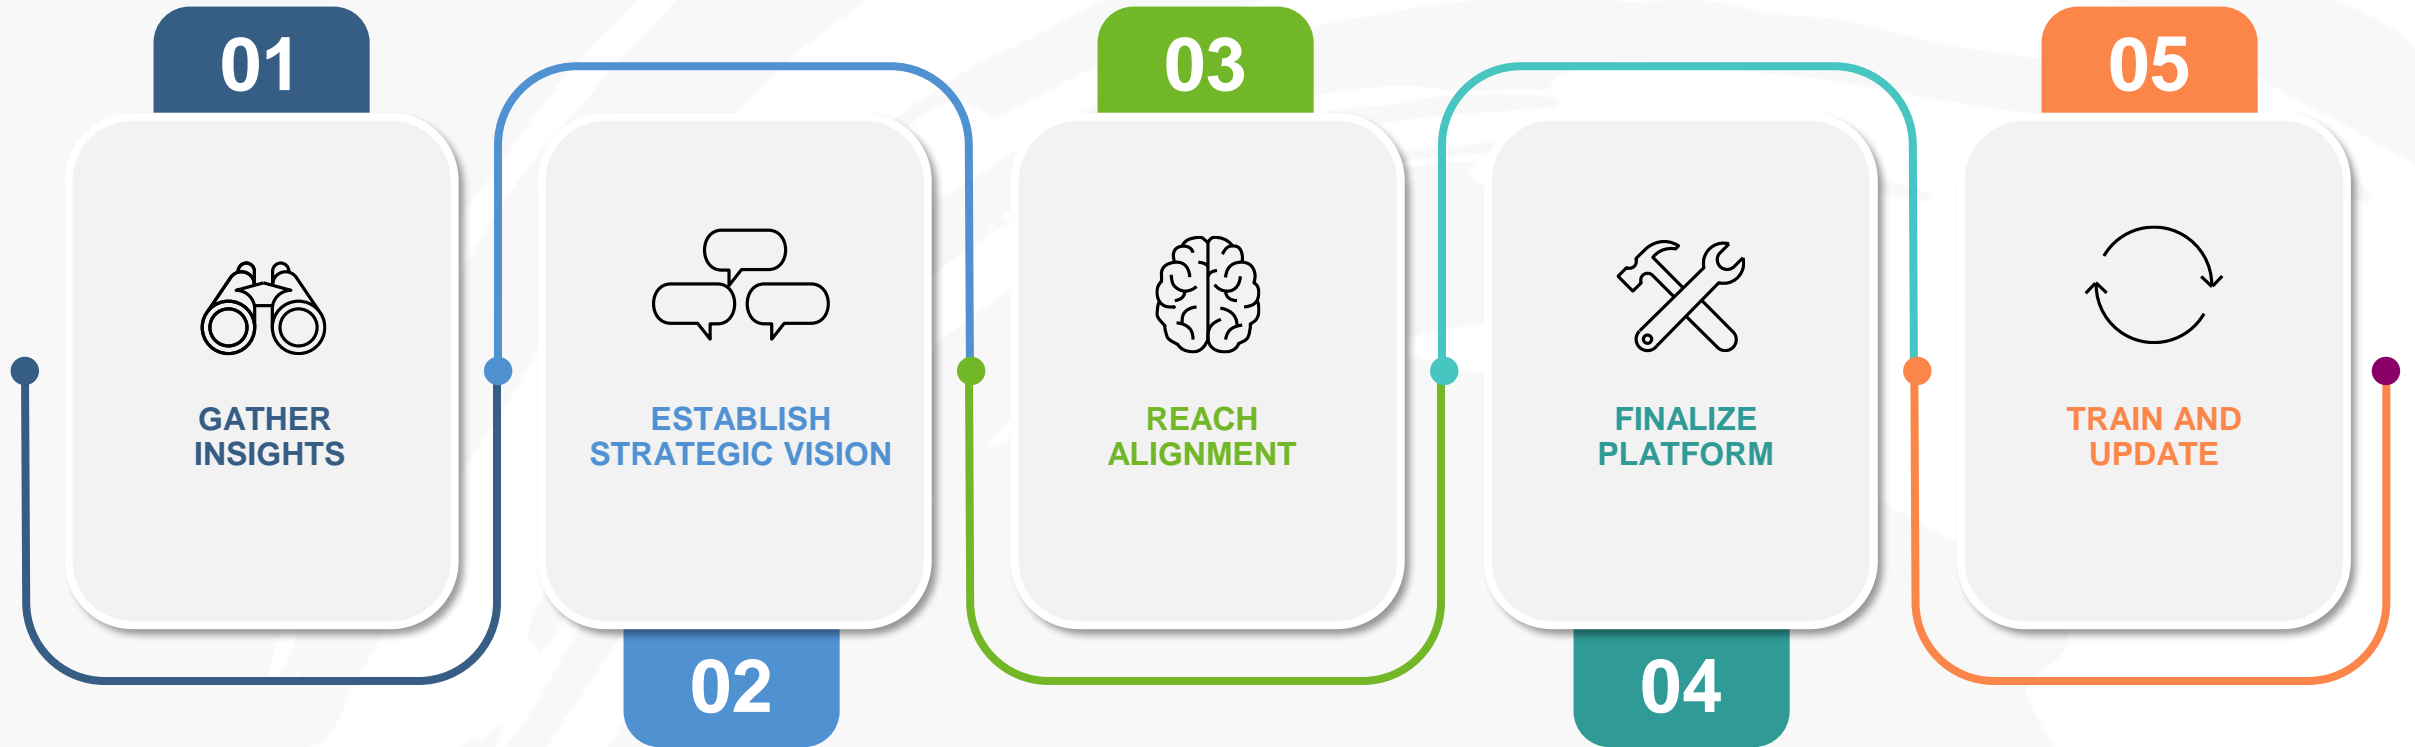 01
GATHER
INSIGHTS
ESTABLISH
STRATEGIC VISION
02
03
REACH
ALIGNMENT
FINALIZE
PLATFORM
04
05
TRAIN AND
UPDATE